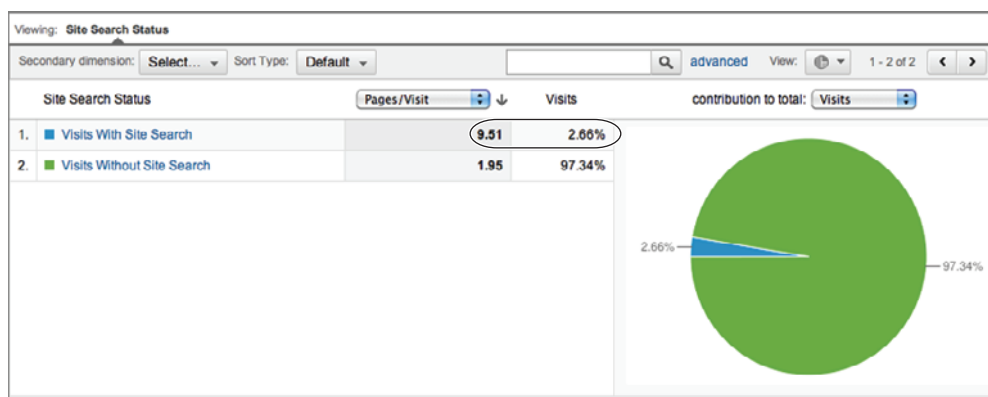 Viewing: Site Search Status
Secondary dimension: Select... Sort Type: Default advanced View: 1 - 2 of 2
Site Search Status Pages/Visit Visits contribution to total: Visits
1. Visits With Site Search 9.51 2.66%
2. Visits Without Site Search 1.95 97.34%
2.66%
97.34%